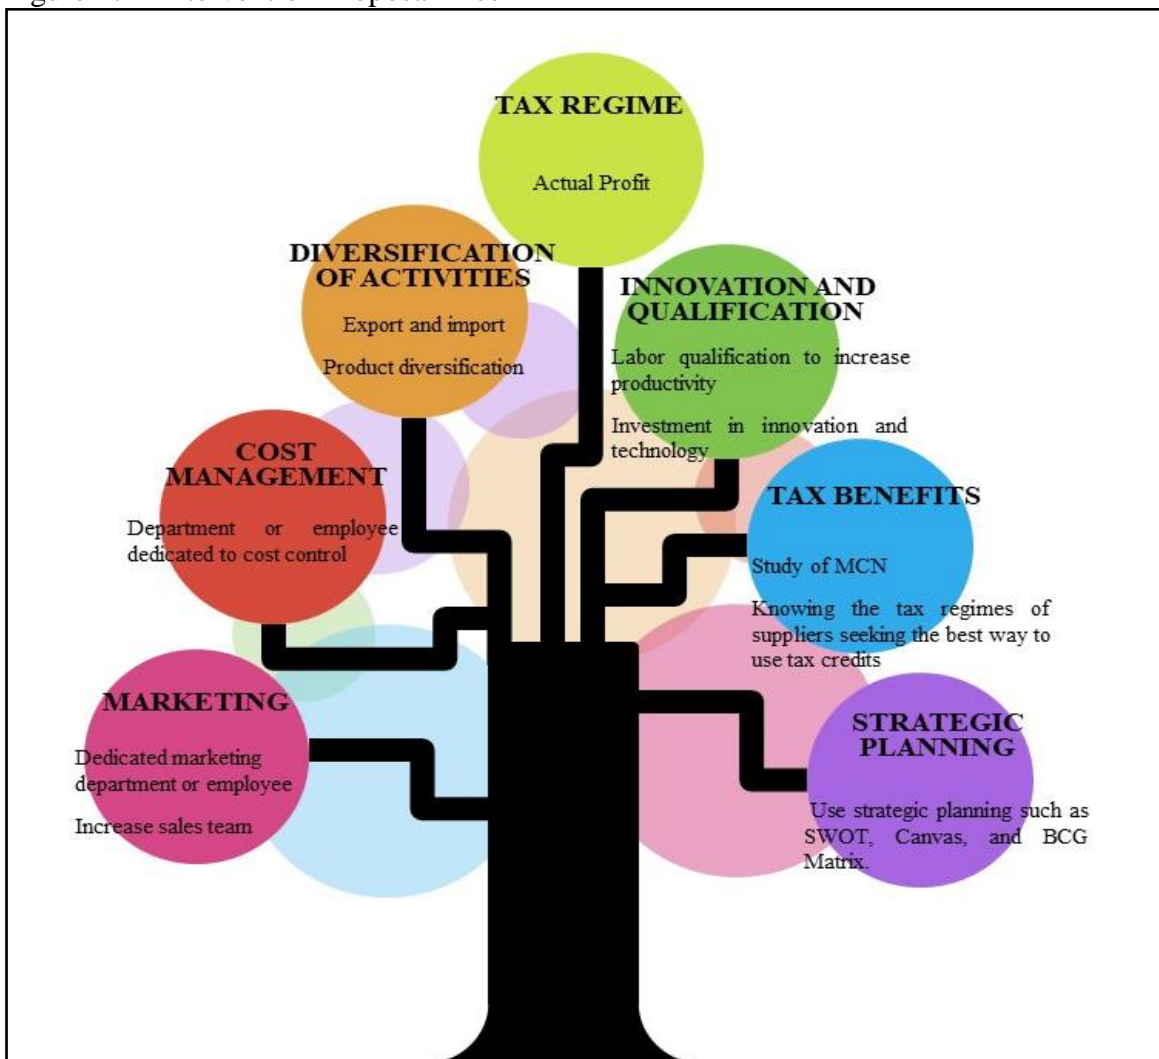 TAX REGIME
Actual Profit
DIVERSIFICATION
OF ACTIVITIES
Export and import
Product diversification
INNOVATION AND
QUALIFICATION
Labor qualification to increase
productivity
Investment in innovation and
technology
COST
MANAGEMENT
Department or employee
dedicated to cost control
TAX BENEFITS
Study of MCN
Knowing the tax regimes of
suppliers seeking the best way to
use tax credits
MARKETING
Dedicated marketing
department or employee
Increase sales team
STRATEGIC
PLANNING
Use strategic planning such as
SWOT, Canvas, and BCG
Matrix.